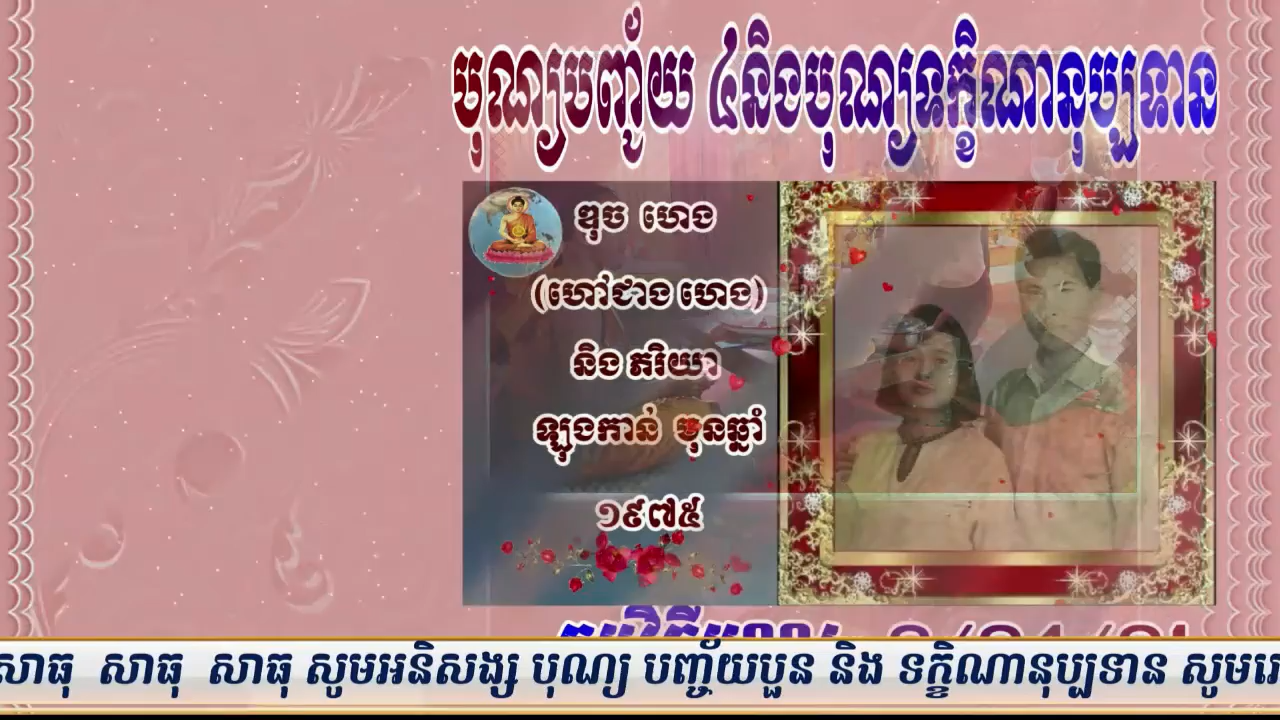 បុណ្យបញ្ច័យ ៤និងបុណ្យទក្ខិណានុប្បទាន
ឌុច ហេង
(ហៅជាង ហេង)
និង ភរិយា
ឡុងកាន់ មុនឆ្នាំ
១៩៧៥
សាធុ សាធុ សាធុ សូមអនិសង្ស បុណ្យ បញ្ច័យបួន និង ទក្ខិណានុប្បទាន សូម